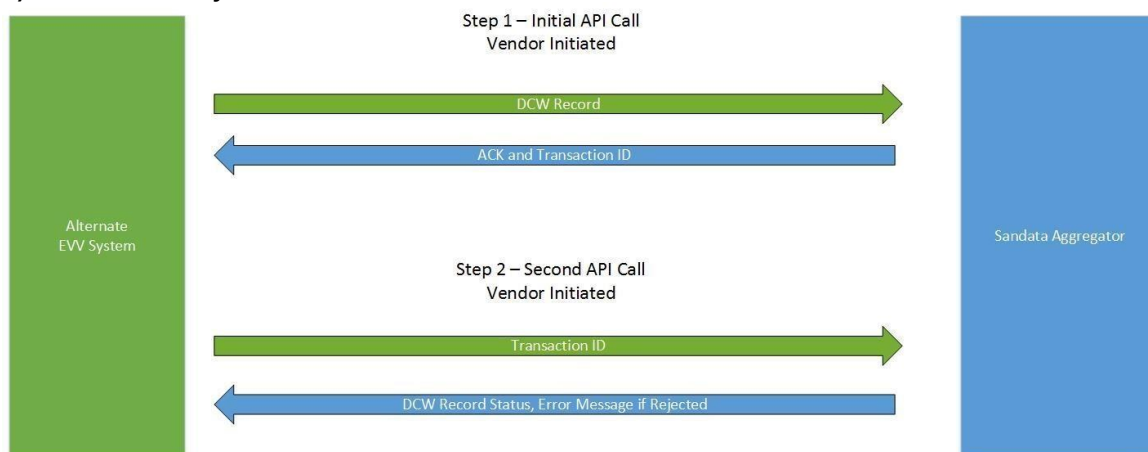 Step 1 – Initial API Call
Vendor Initiated
DCW Record
ACK and Transaction ID
Alternate
EVV System
Sandata Aggregator
Step 2 – Second API Call
Vendor Initiated
Transaction ID
DCW Record Status, Error Message if Rejected